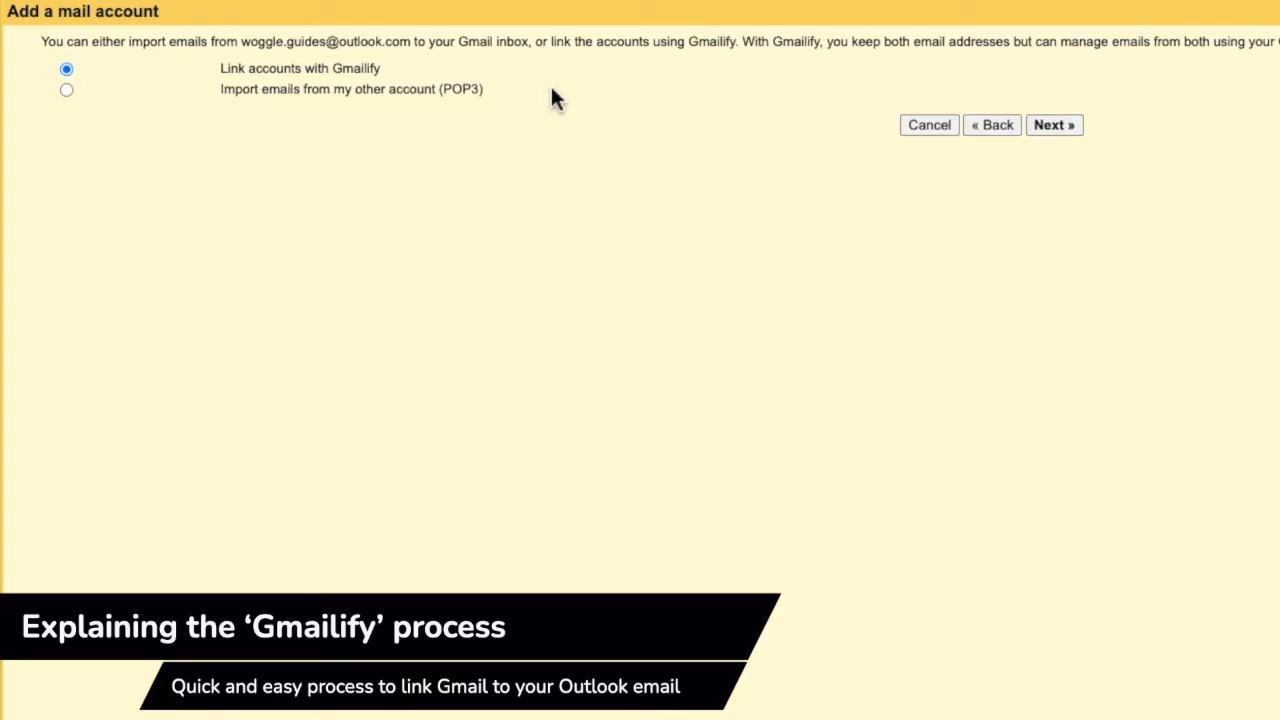 Add a mail account
You can either import emails from woggle.guides@outlook.com to your Gmail inbox, or link the accounts using Gmailify. With Gmailify, you keep both email addresses but can manage emails from both using your
Link accounts with Gmailify
Import emails from my other account (POP3)
Cancel « Back Next »
Explaining the ‘Gmailify’ process
Quick and easy process to link Gmail to your Outlook email